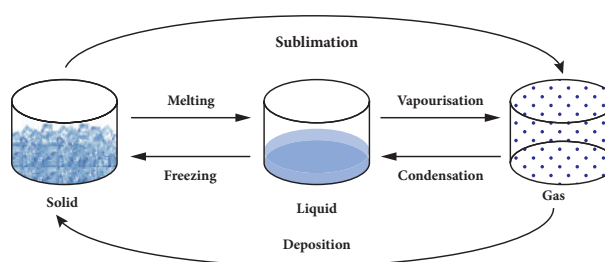 Sublimation
Melting
Vapourisation
Freezing
Condensation
Solid
Liquid
Gas
Deposition